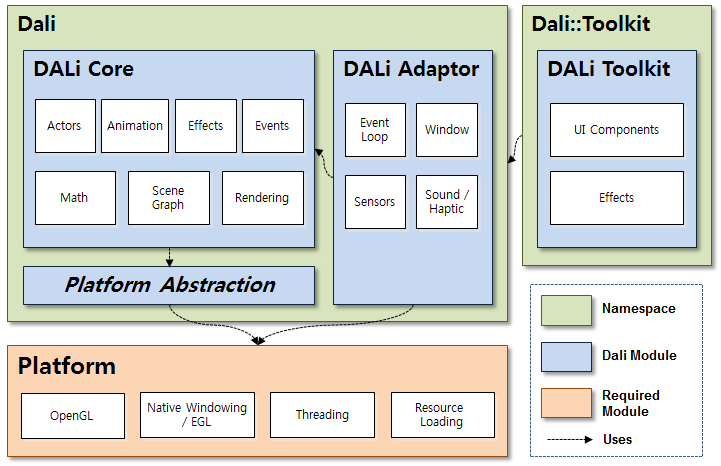 Dali
DALi Core
Actors
Animation
Effects
Events
Math
Scene
Graph
Rendering
Platform Abstraction
DALi Adaptor
Event
Loop
Window
Sensors
Sound /
Haptic
Dali::Toolkit
DALi Toolkit
UI Components
Effects
Platform
OpenGL
Native Windowing
/ EGL
Threading
Resource
Loading
Namespace
Dali Module
Required
Module
Uses